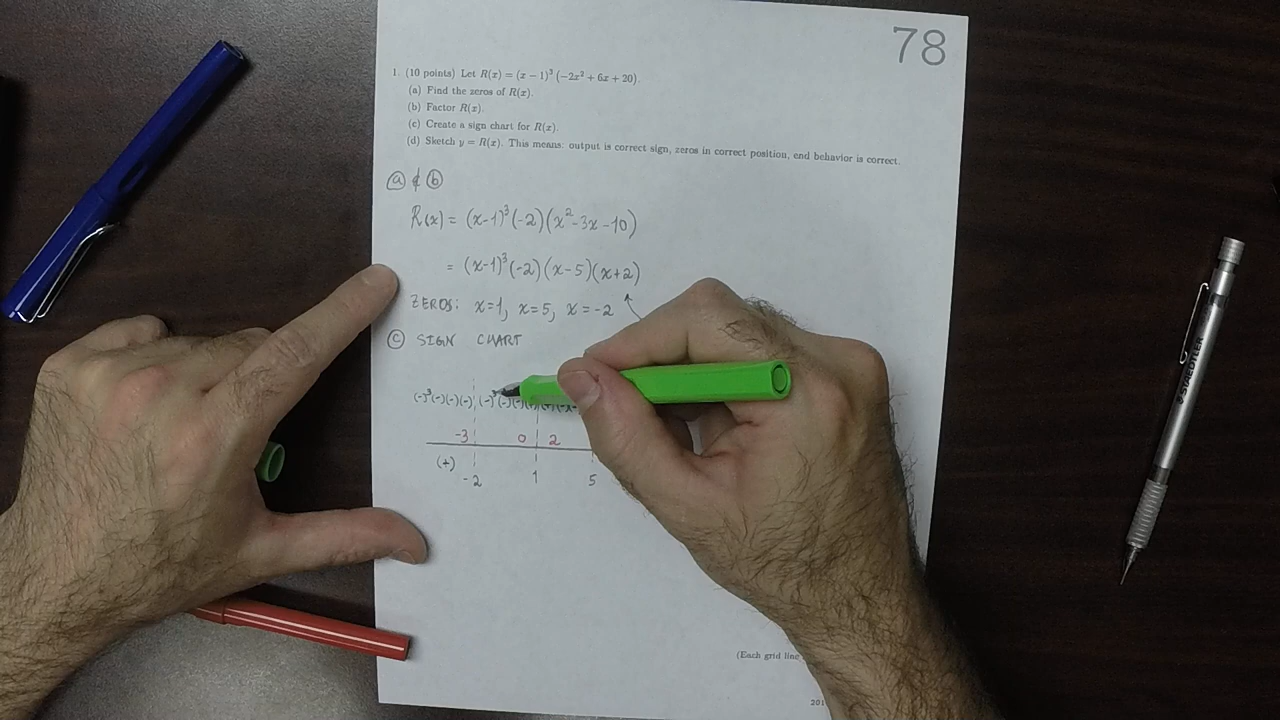 78
1. (10 points) Let R(x) = (x − 1)³ (−2x² + 6x + 20).
(a) Find the zeros of R(x).
(b) Factor R(x).
(c) Create a sign chart for R(x).
(d) Sketch y = R(x). This means: output is correct sign, zeros in correct position, end behavior is correct.
ⓐ & ⓑ
R(x) = (x-1)³(-2)(x²-3x-10)
= (x-1)³(-2)(x-5)(x+2)
ZEROS: x=1, x=5, x=-2
ⓒ SIGN CHART
(-)³(-)(-)(-) (-)³(-)(-)
-3 0 2
(+)
-2 1 5
(Each grid line
201
STAEDTLER